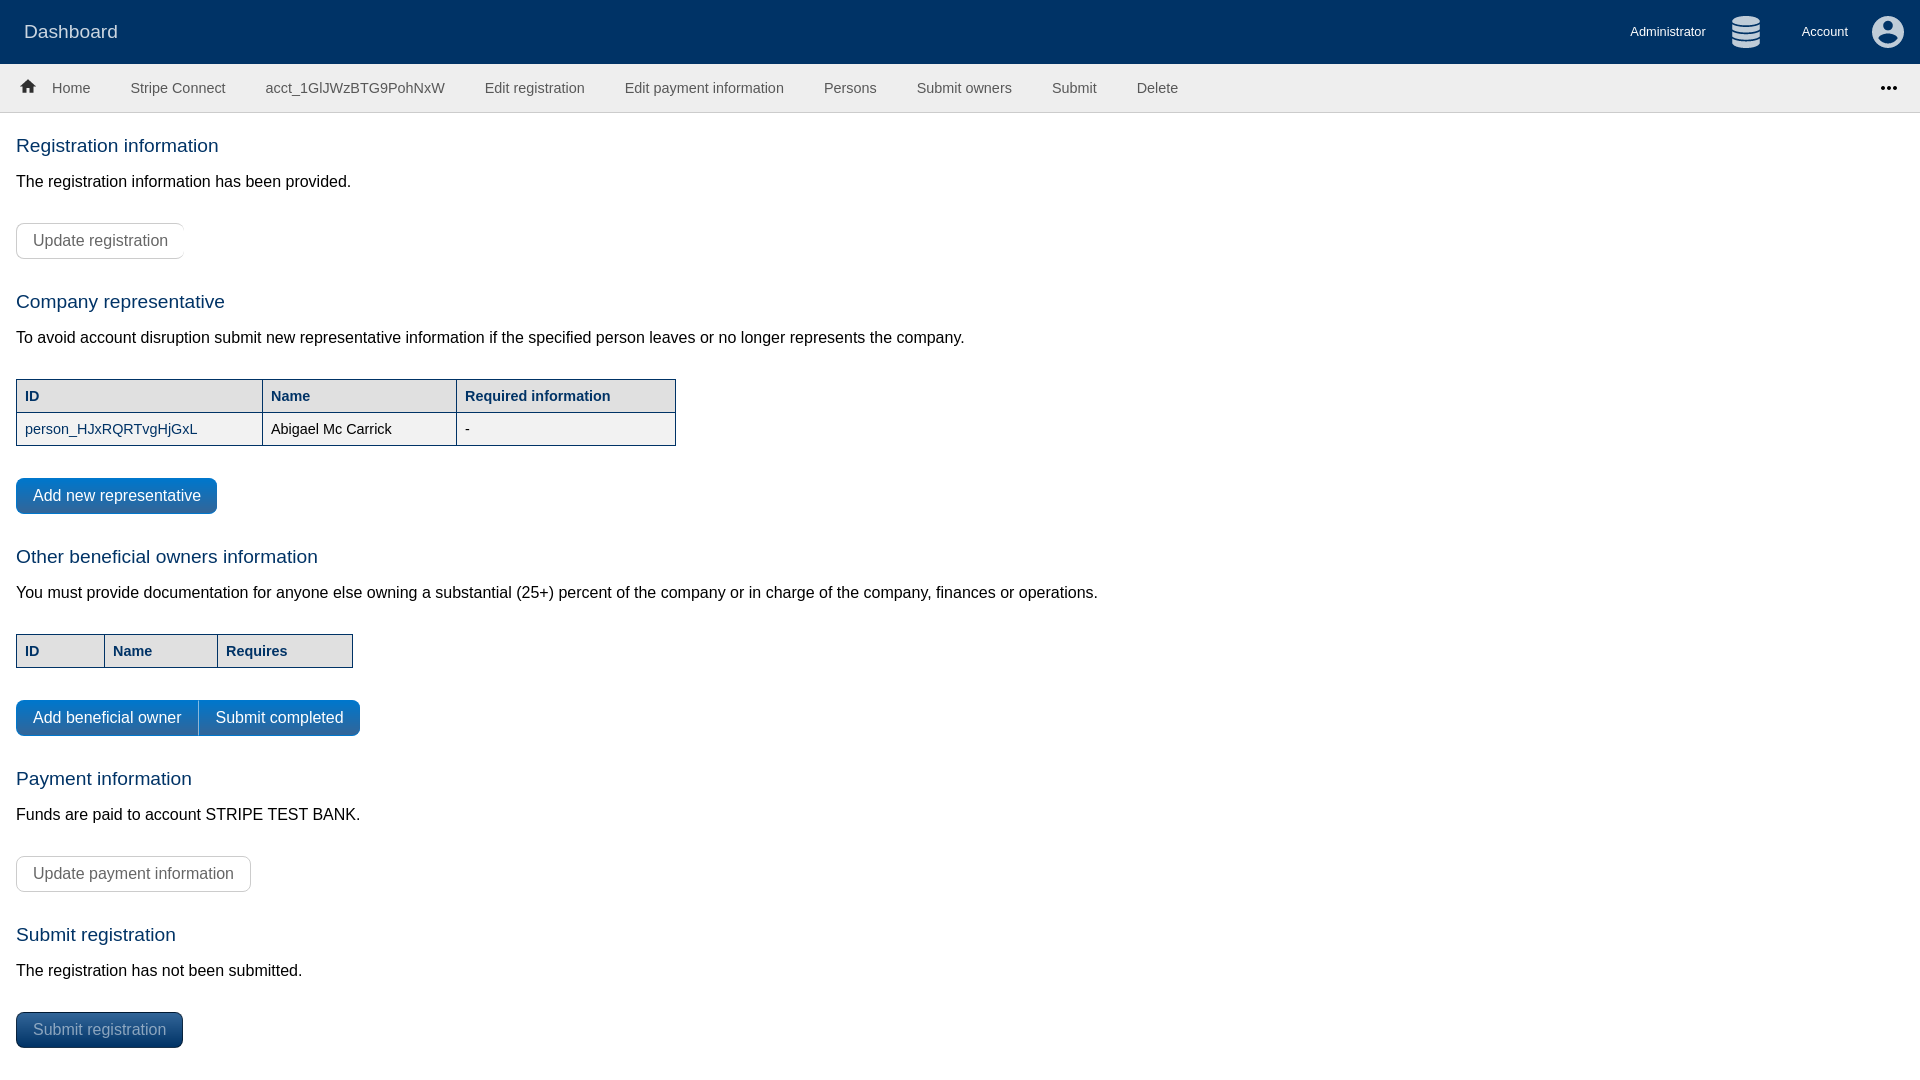 Dashboard
Administrator
Account
Home
Stripe Connect
acct_1GlJWzBTG9PohNxW
Edit registration
Edit payment information
Persons
Submit owners
Submit
Delete
Registration information
The registration information has been provided.
Update registration
Company representative
To avoid account disruption submit new representative information if the specified person leaves or no longer represents the company.
ID Name Required information
person_HJxRQRTvgHjGxL Abigael Mc Carrick -
Add new representative
Other beneficial owners information
You must provide documentation for anyone else owning a substantial (25+) percent of the company or in charge of the company, finances or operations.
ID Name Requires
Add beneficial owner Submit completed
Payment information
Funds are paid to account STRIPE TEST BANK.
Update payment information
Submit registration
The registration has not been submitted.
Submit registration